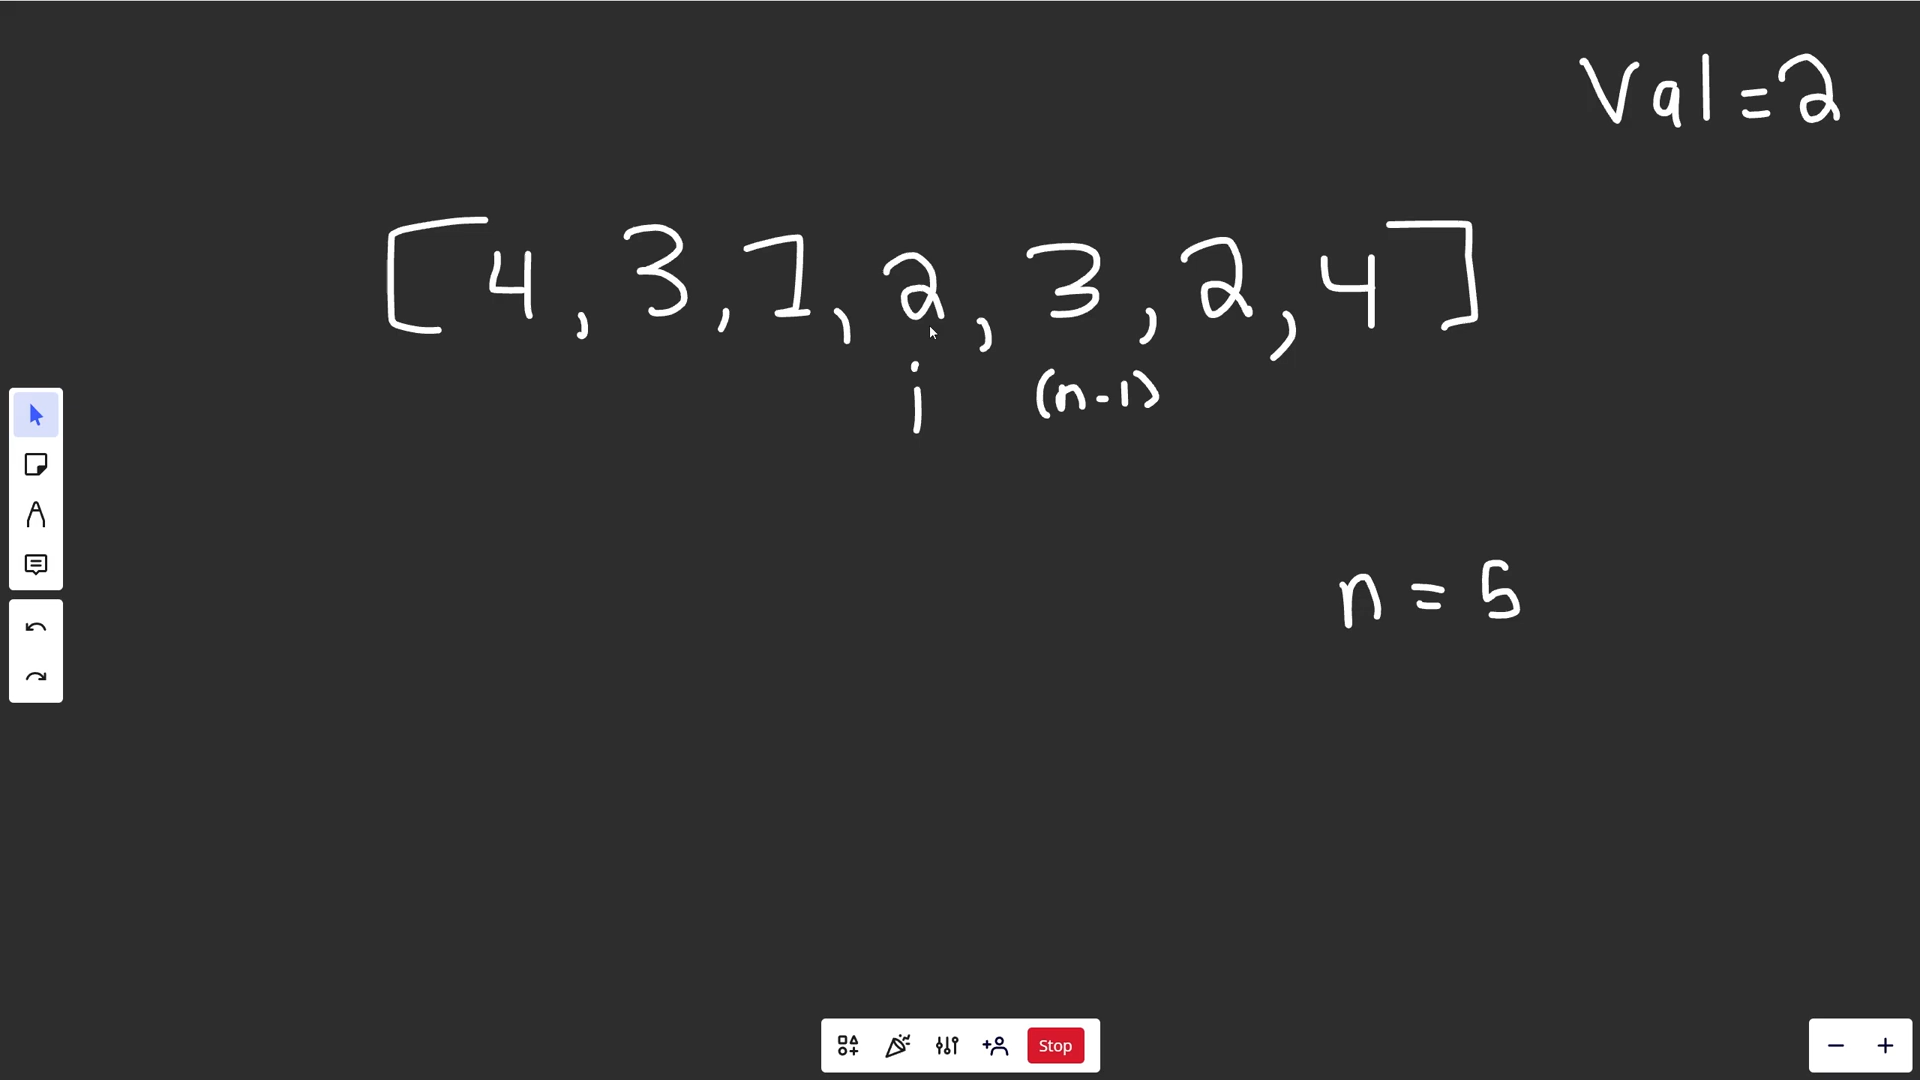 Val = 2
[4, 3, 1, 2, 3, 2, 4]
i (n-1)
n = 5
Stop